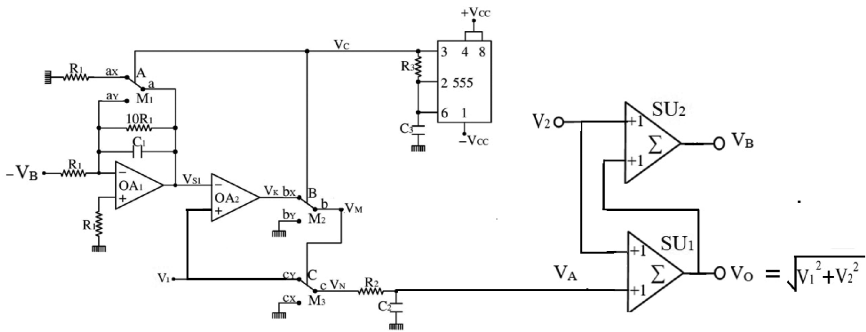 +Vcc
Vc
3 4 8
R3
2 555
6 1
C3
−Vcc
R1 ax A
a
aY M1
10R1
C1
−VB R1
−
OA1
+
R1
VS1
−
OA2
+
VK bX B
b VM
bY M2
V1
cY C
c VN R2
cX M3
C2
V2
+1
SU2
Σ
+1
VB
VA
+1
SU1
Σ
+1
VO = √V1²+V2²